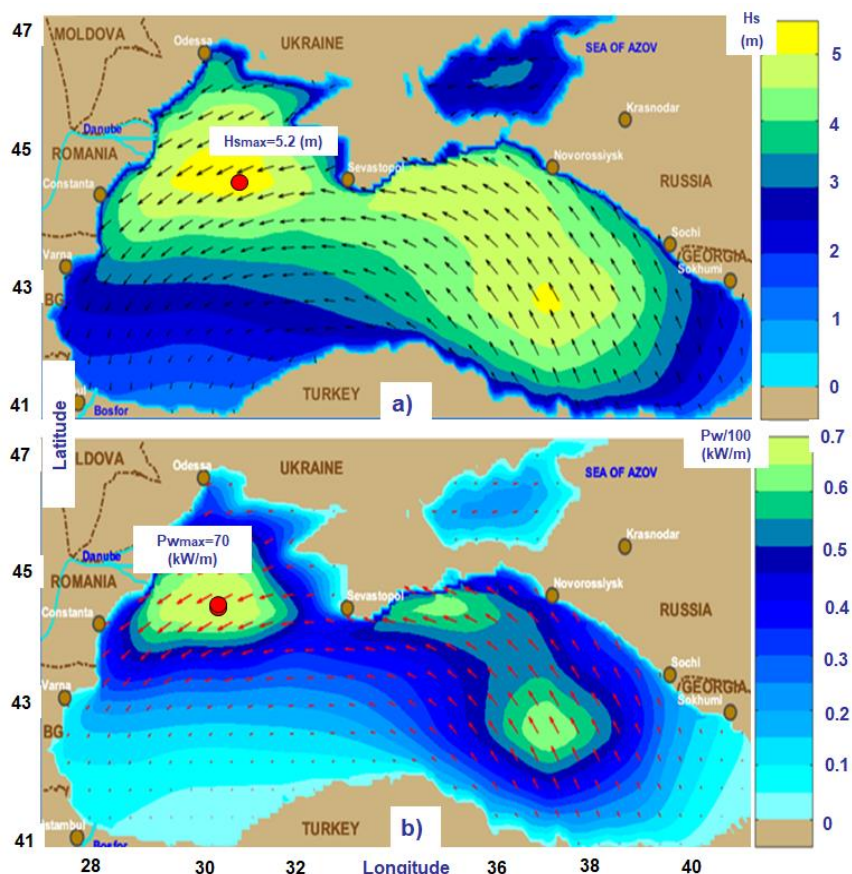 47
MOLDOVA
Odessa
UKRAINE
SEA OF AZOV
Hs
(m)
5
Krasnodar
Danube
Hsmax=5.2 (m)
4
45
ROMANIA
Sevastopol
Novorossiysk
Constanta
RUSSIA
3
Sochi
Varna
GEORGIA
Sokhumi
2
43
BG
1
TURKEY
a)
0
41
Bosfor
Latitude
Pw/100
(kW/m)
0.7
47
LDOVA
Odessa
UKRAINE
SEA OF AZOV
0.6
Pwmax=70
(kW/m)
Krasnodar
0.5
Danube
45
ROMANIA
Sevastopol
Novorossiysk
0.4
Constanta
RUSSIA
0.3
Sochi
Varna
GEORGIA
43
Sokhumi
0.2
BG
0.1
TURKEY
b)
0
41
stambul
Bosfor
28
30
32
Longitude
36
38
40